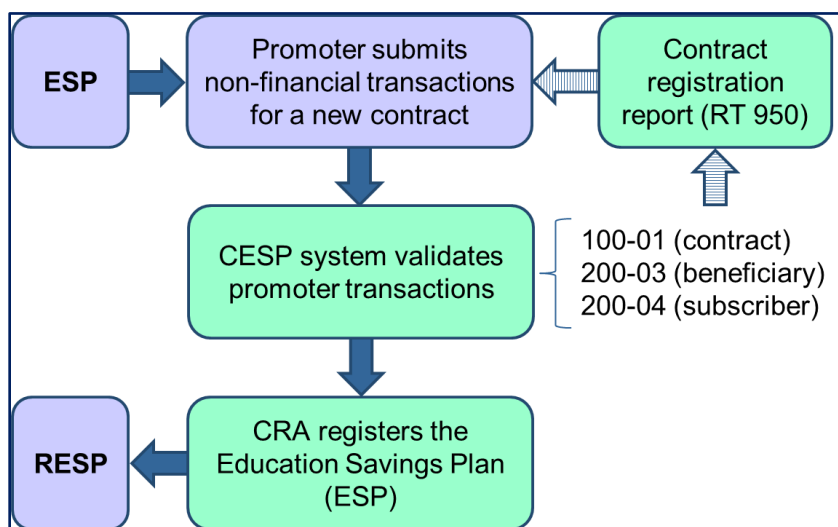 ESP
Promoter submits
non-financial transactions
for a new contract
Contract
registration
report (RT 950)
CESP system validates
promoter transactions
100-01 (contract)
200-03 (beneficiary)
200-04 (subscriber)
RESP
CRA registers the
Education Savings Plan
(ESP)